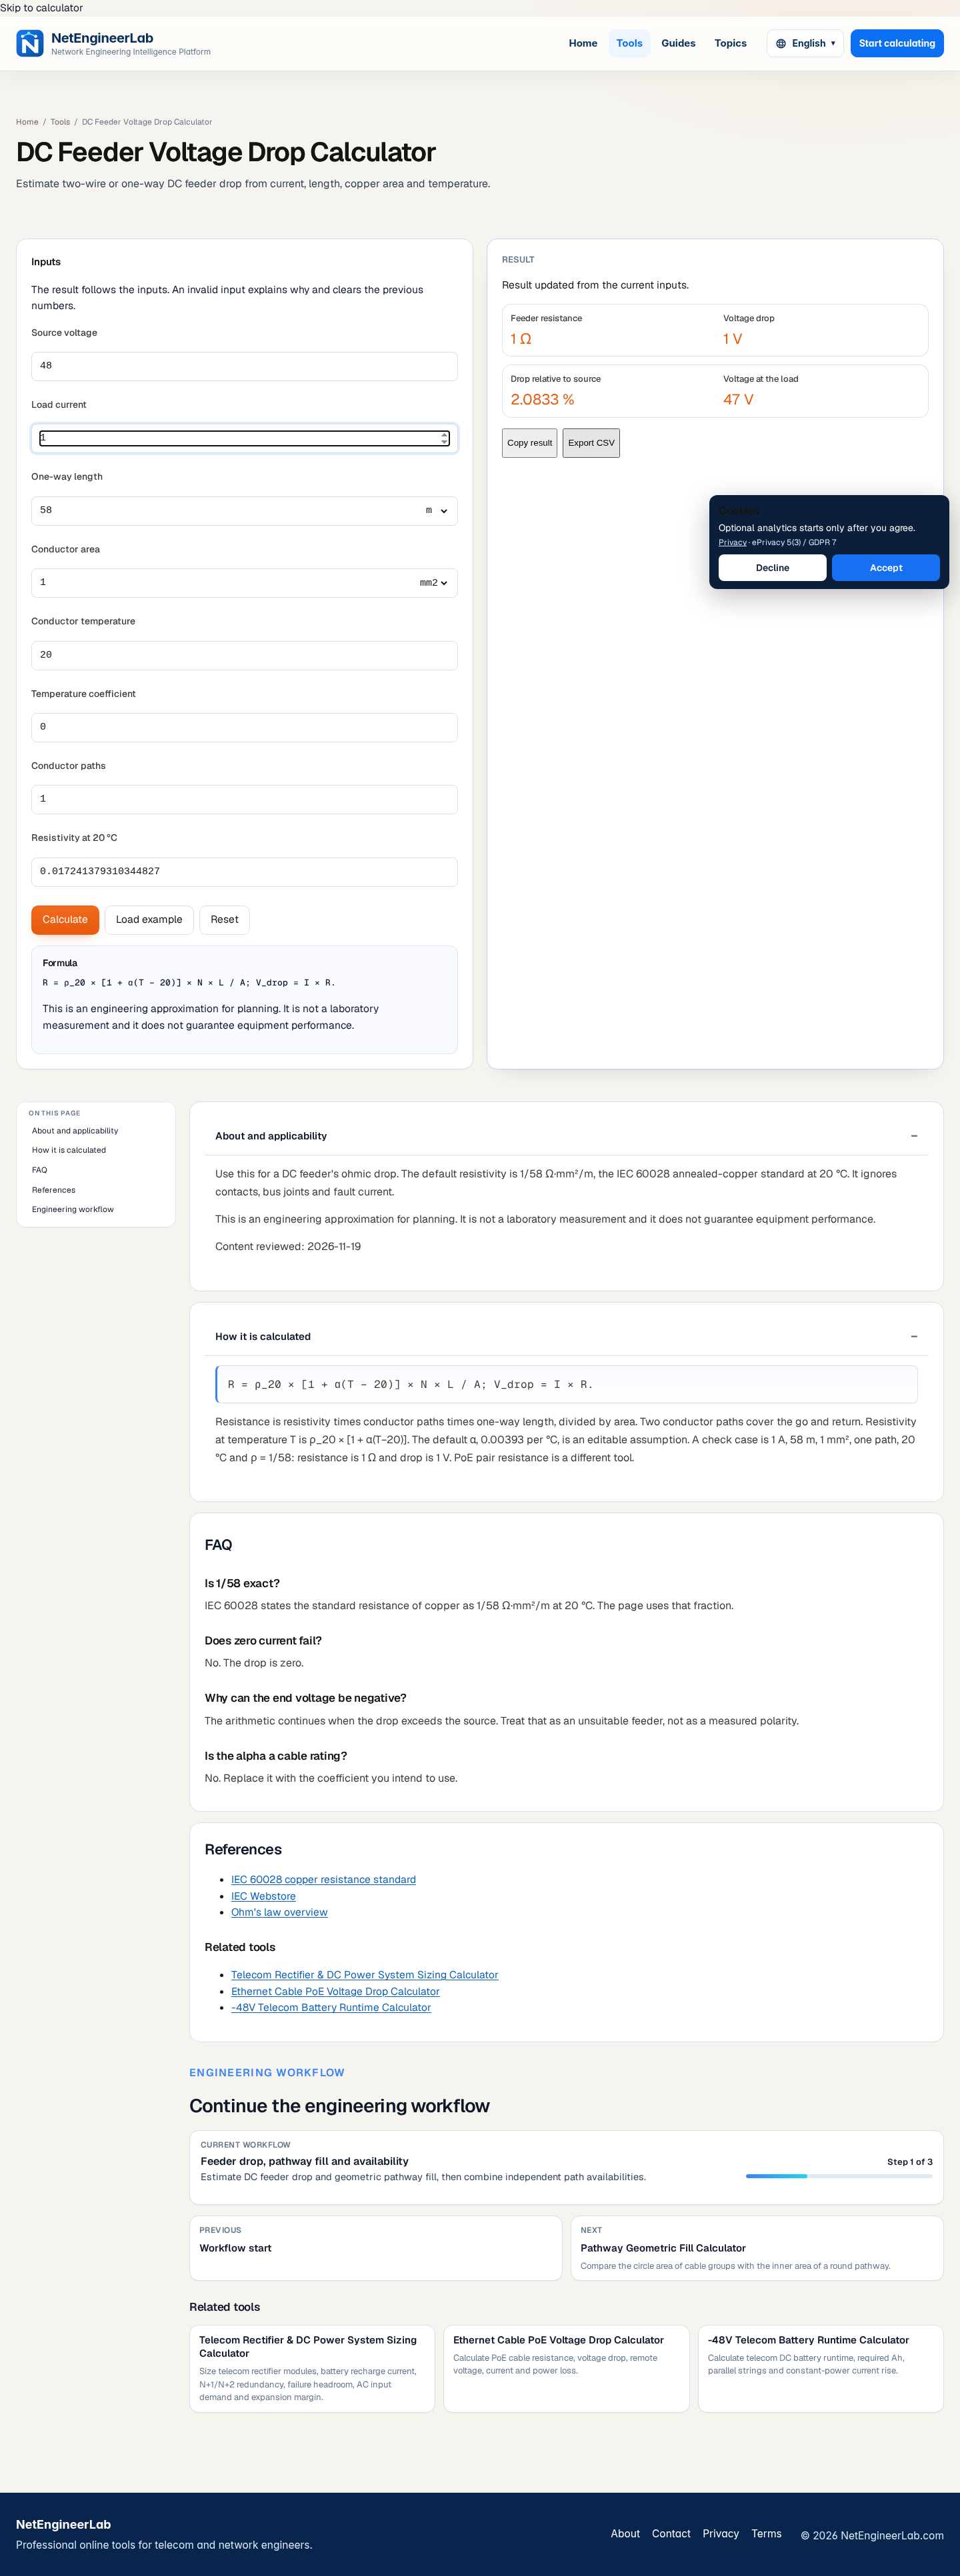 Skip to calculator
NetEngineerLab
Network Engineering Intelligence Platform
Home
Tools
Guides
Topics
English ▾
Start calculating
Home / Tools / DC Feeder Voltage Drop Calculator
DC Feeder Voltage Drop Calculator
Estimate two-wire or one-way DC feeder drop from current, length, copper area and temperature.
Inputs
The result follows the inputs. An invalid input explains why and clears the previous
numbers.
Source voltage
48
Load current
1
One-way length
58
m
Conductor area
1
mm2
Conductor temperature
20
Temperature coefficient
0
Conductor paths
1
Resistivity at 20 °C
0.017241379310344827
Calculate
Load example
Reset
Formula
R = ρ_20 × [1 + α(T − 20)] × N × L / A; V_drop = I × R.
This is an engineering approximation for planning. It is not a laboratory
measurement and it does not guarantee equipment performance.
RESULT
Result updated from the current inputs.
Feeder resistance
1 Ω
Voltage drop
1 V
Drop relative to source
2.0833 %
Voltage at the load
47 V
Copy result
Export CSV
Cookies
Optional analytics starts only after you agree.
Privacy · ePrivacy 5(3) / GDPR 7
Decline
Accept
ON THIS PAGE
About and applicability
How it is calculated
FAQ
References
Engineering workflow
About and applicability
−
Use this for a DC feeder's ohmic drop. The default resistivity is 1/58 Ω·mm²/m, the IEC 60028 annealed-copper standard at 20 °C. It ignores
contacts, bus joints and fault current.
This is an engineering approximation for planning. It is not a laboratory measurement and it does not guarantee equipment performance.
Content reviewed: 2026-11-19
How it is calculated
−
R = ρ_20 × [1 + α(T − 20)] × N × L / A; V_drop = I × R.
Resistance is resistivity times conductor paths times one-way length, divided by area. Two conductor paths cover the go and return. Resistivity
at temperature T is ρ_20 × [1 + α(T−20)]. The default α, 0.00393 per °C, is an editable assumption. A check case is 1 A, 58 m, 1 mm², one path, 20
°C and ρ = 1/58: resistance is 1 Ω and drop is 1 V. PoE pair resistance is a different tool.
FAQ
Is 1/58 exact?
IEC 60028 states the standard resistance of copper as 1/58 Ω·mm²/m at 20 °C. The page uses that fraction.
Does zero current fail?
No. The drop is zero.
Why can the end voltage be negative?
The arithmetic continues when the drop exceeds the source. Treat that as an unsuitable feeder, not as a measured polarity.
Is the alpha a cable rating?
No. Replace it with the coefficient you intend to use.
References
IEC 60028 copper resistance standard
IEC Webstore
Ohm's law overview
Related tools
Telecom Rectifier & DC Power System Sizing Calculator
Ethernet Cable PoE Voltage Drop Calculator
-48V Telecom Battery Runtime Calculator
ENGINEERING WORKFLOW
Continue the engineering workflow
CURRENT WORKFLOW
Feeder drop, pathway fill and availability
Estimate DC feeder drop and geometric pathway fill, then combine independent path availabilities.
Step 1 of 3
PREVIOUS
Workflow start
NEXT
Pathway Geometric Fill Calculator
Compare the circle area of cable groups with the inner area of a round pathway.
Related tools
Telecom Rectifier & DC Power System Sizing
Calculator
Size telecom rectifier modules, battery recharge current,
N+1/N+2 redundancy, failure headroom, AC input
demand and expansion margin.
Ethernet Cable PoE Voltage Drop Calculator
Calculate PoE cable resistance, voltage drop, remote
voltage, current and power loss.
-48V Telecom Battery Runtime Calculator
Calculate telecom DC battery runtime, required Ah,
parallel strings and constant-power current rise.
NetEngineerLab
Professional online tools for telecom and network engineers.
About
Contact
Privacy
Terms
© 2026 NetEngineerLab.com